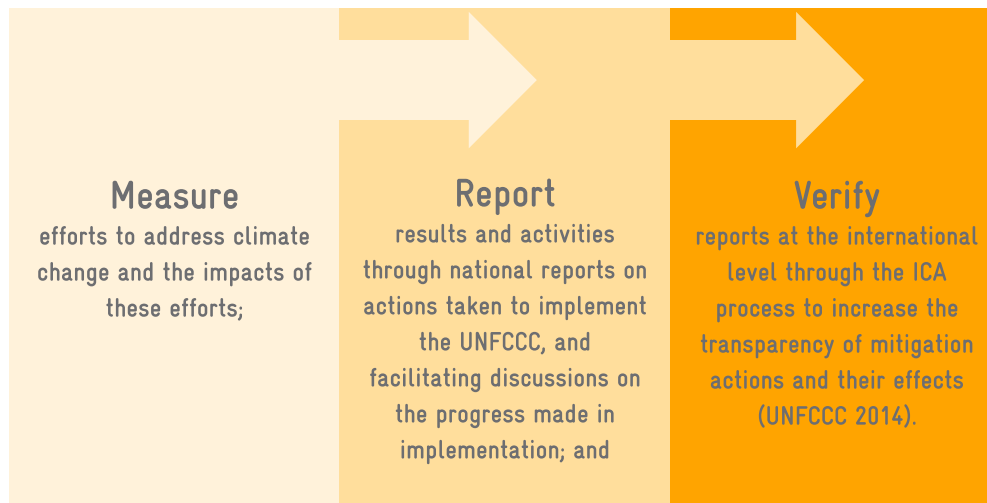 Measure
efforts to address climate
change and the impacts of
these efforts;
Report
results and activities
through national reports on
actions taken to implement
the UNFCCC, and
facilitating discussions on
the progress made in
implementation; and
Verify
reports at the international
level through the ICA
process to increase the
transparency of mitigation
actions and their effects
(UNFCCC 2014).